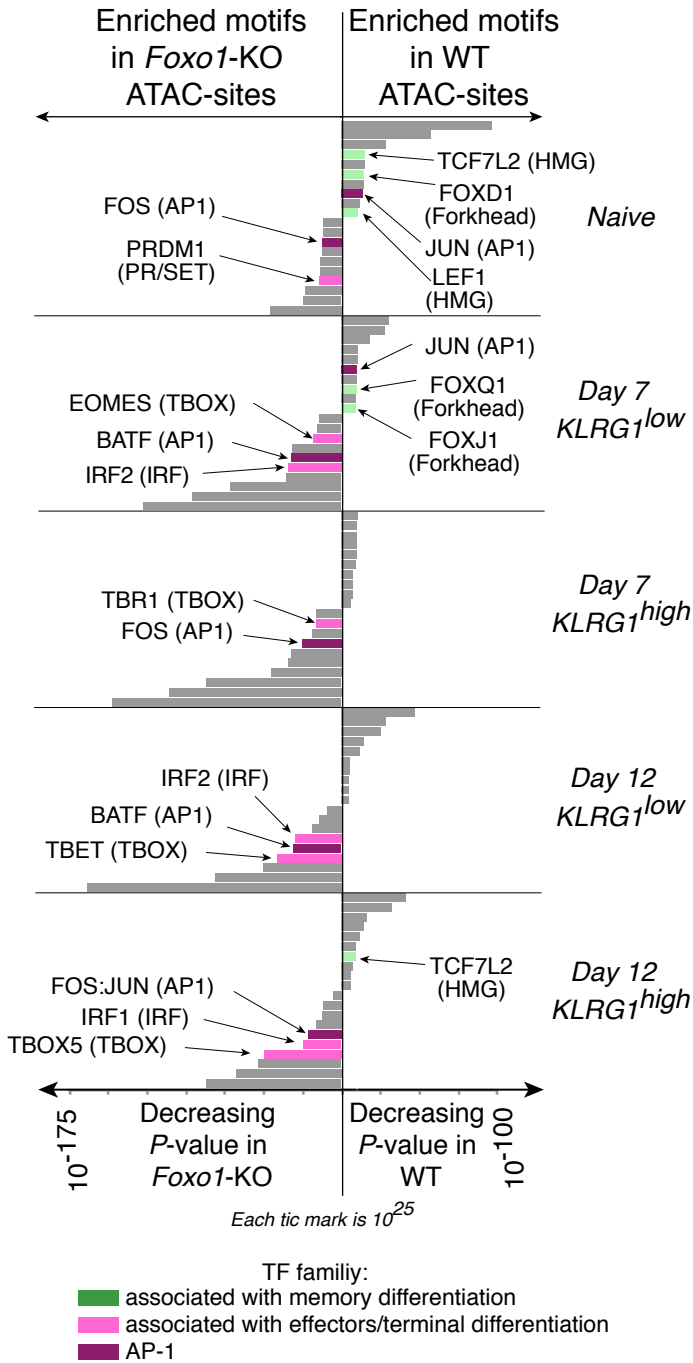 Enriched motifs
in Foxo1-KO
ATAC-sites
Enriched motifs
in WT
ATAC-sites
TCF7L2 (HMG)
FOXD1
(Forkhead)
JUN (AP1)
LEF1
(HMG)
FOS (AP1)
PRDM1
(PR/SET)
Naive
JUN (AP1)
FOXQ1
(Forkhead)
FOXJ1
(Forkhead)
EOMES (TBOX)
BATF (AP1)
IRF2 (IRF)
Day 7
KLRG1low
TBR1 (TBOX)
FOS (AP1)
Day 7
KLRG1high
IRF2 (IRF)
BATF (AP1)
TBET (TBOX)
Day 12
KLRG1low
TCF7L2
(HMG)
FOS:JUN (AP1)
IRF1 (IRF)
TBOX5 (TBOX)
Day 12
KLRG1high
10-175
Decreasing
P-value in
Foxo1-KO
Decreasing
P-value in
WT
10-100
Each tic mark is 1025
TF familiy:
associated with memory differentiation
associated with effectors/terminal differentiation
AP-1